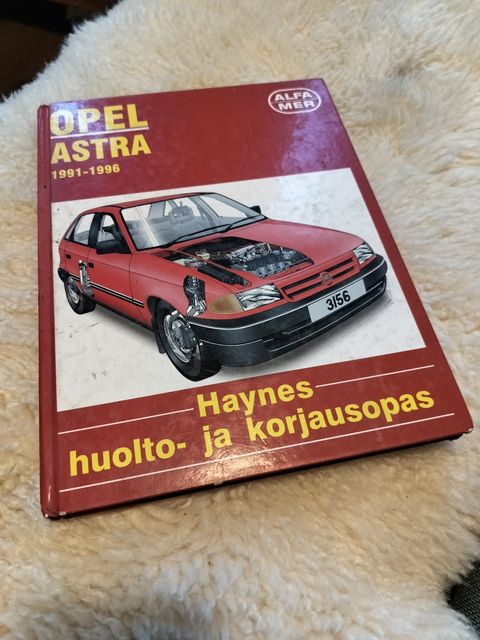 OPEL
ASTRA
1991-1996
ALFA
MER
3156
Haynes
huolto- ja korjausopas